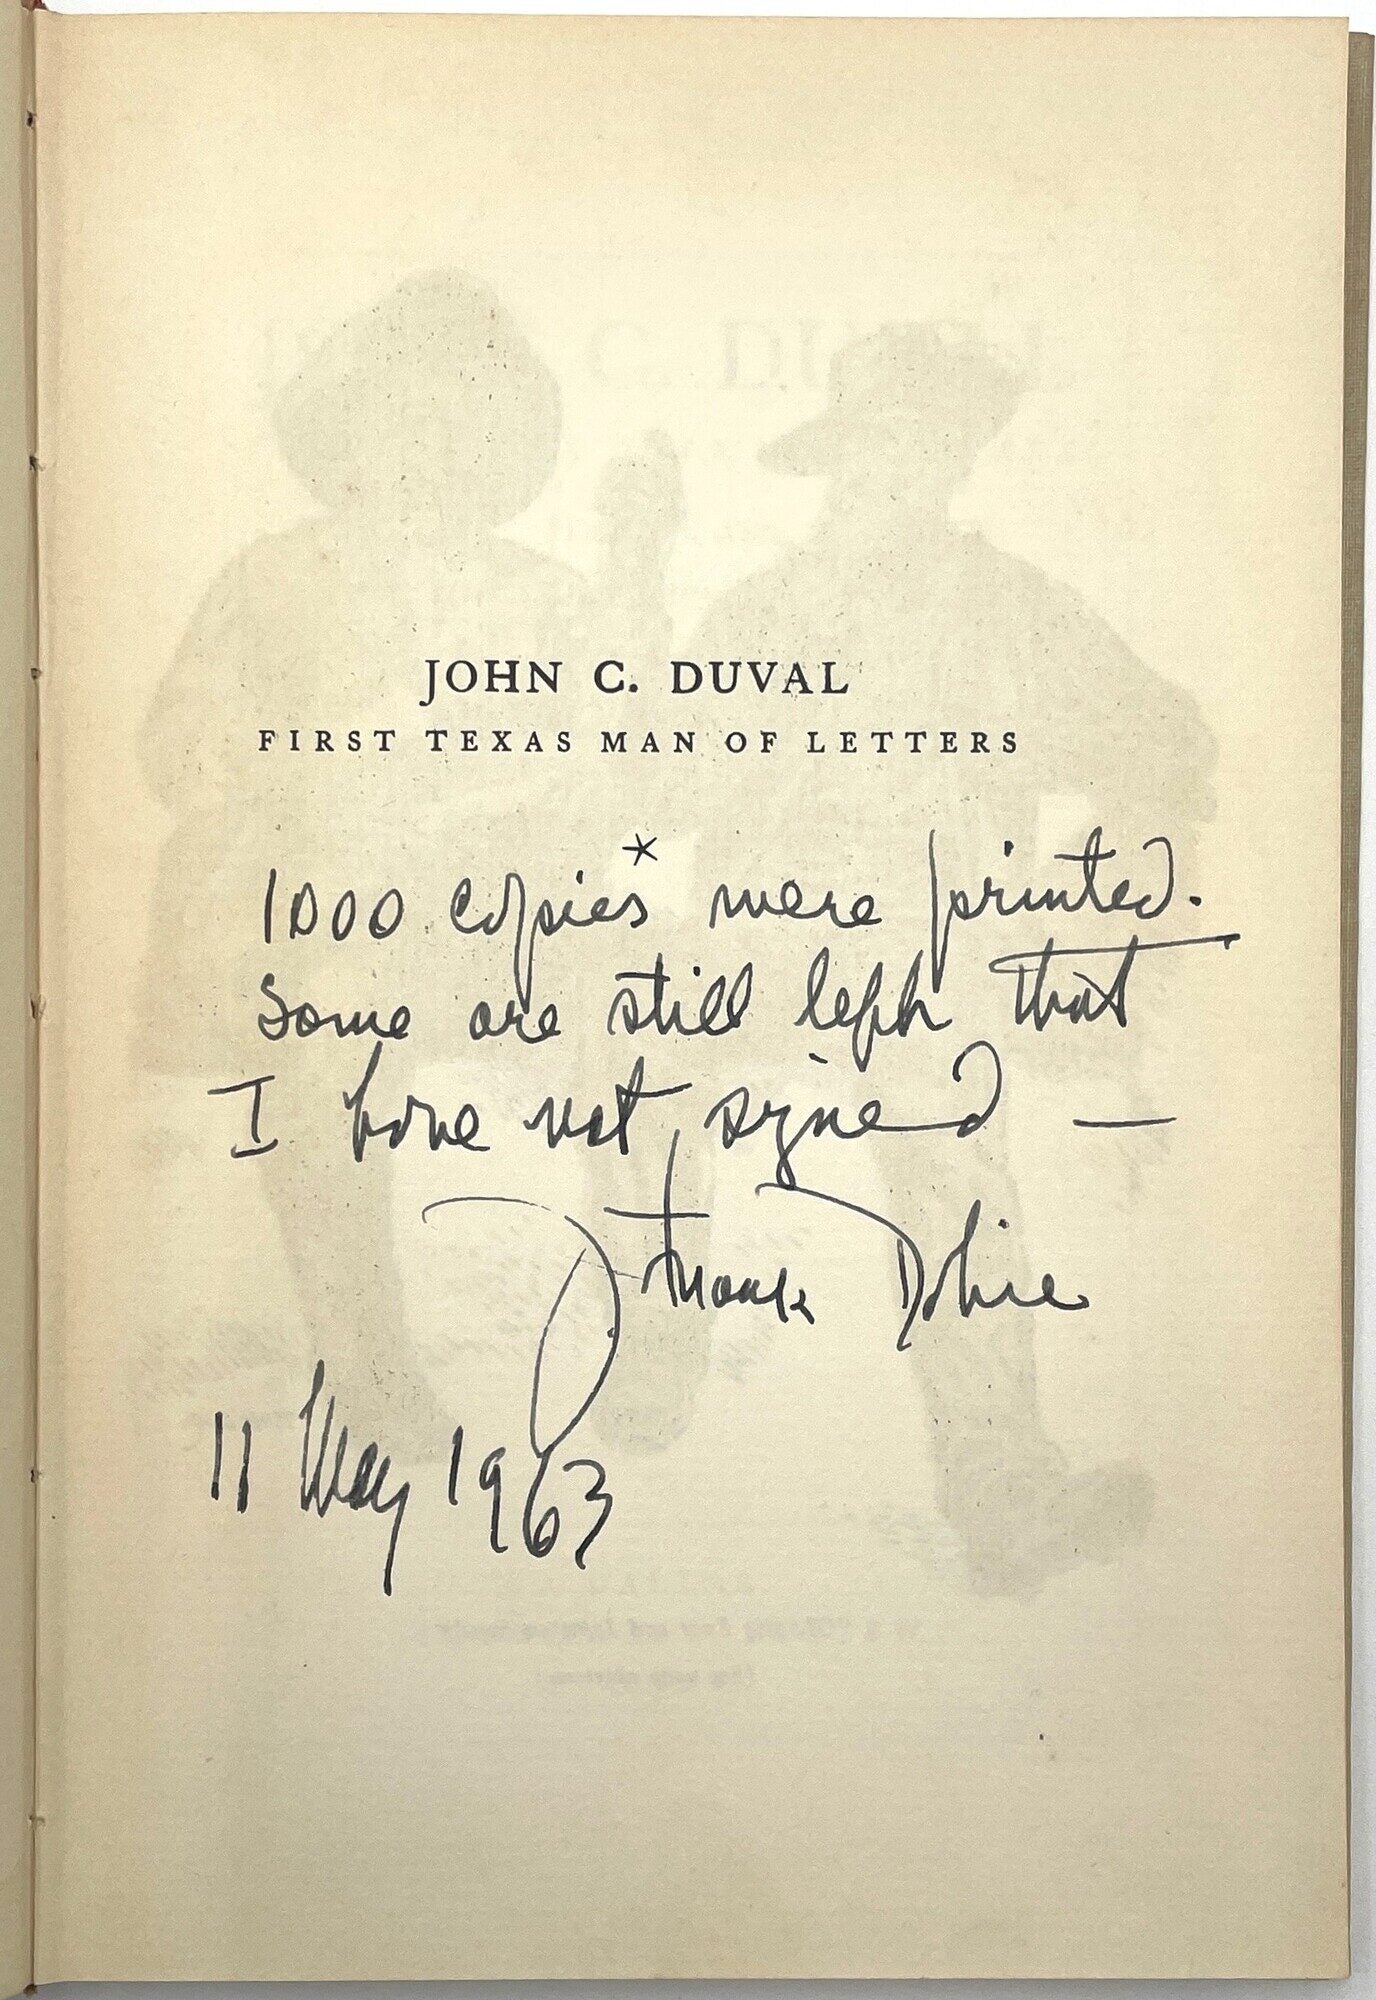 JOHN C. DUVAL
FIRST TEXAS MAN OF LETTERS
1000 copies* were printed.
Some are still left that
I have not signed —
J. Frank Dobie
11 May 1963